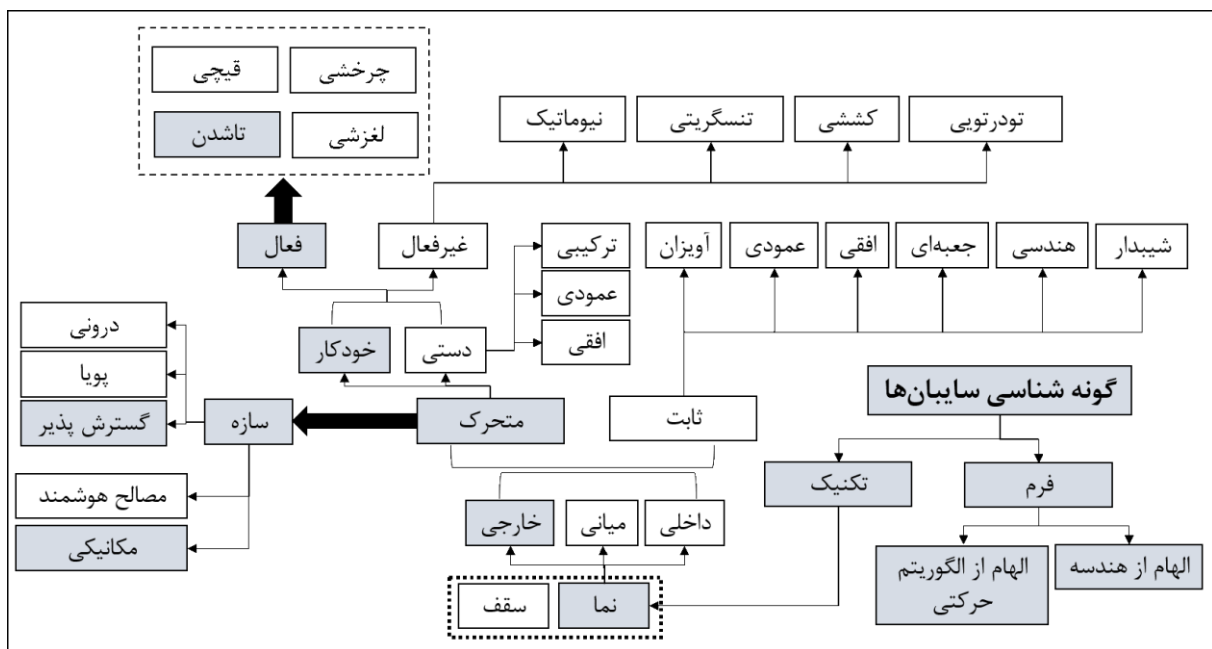 چرخشی
قیچی
لغزشی
تاشدن
تودرتویی
کششی
تنسگریتی
نیوماتیک
فعال
غیرفعال
ترکیبی
عمودی
افقی
شیبدار
هندسی
جعبه‌ای
افقی
عمودی
آویزان
خودکار
دستی
درونی
پویا
گسترش پذیر
سازه
متحرک
ثابت
گونه شناسی سایبان‌ها
مصالح هوشمند
مکانیکی
تکنیک
فرم
خارجی
میانی
داخلی
الهام از هندسه
الهام از الگوریتم
حرکتی
نما
سقف